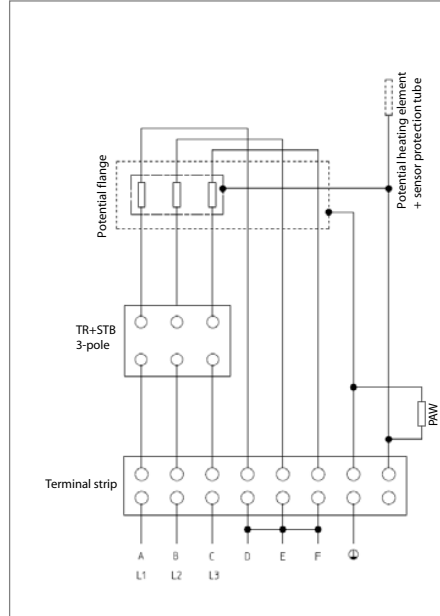 Potential heating element
+ sensor protection tube
Potential flange
TR+STB
3-pole
PAW
Terminal strip
A B C D E F
L1 L2 L3